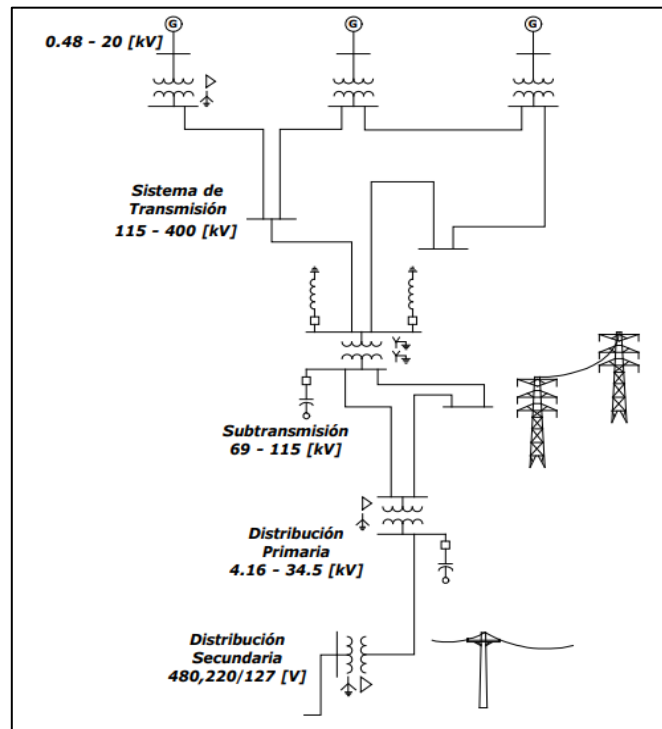 G
G
G
0.48 - 20 [kV]
Sistema de
Transmisión
115 - 400 [kV]
Subtransmisión
69 - 115 [kV]
Distribución
Primaria
4.16 - 34.5 [kV]
Distribución
Secundaria
480,220/127 [V]